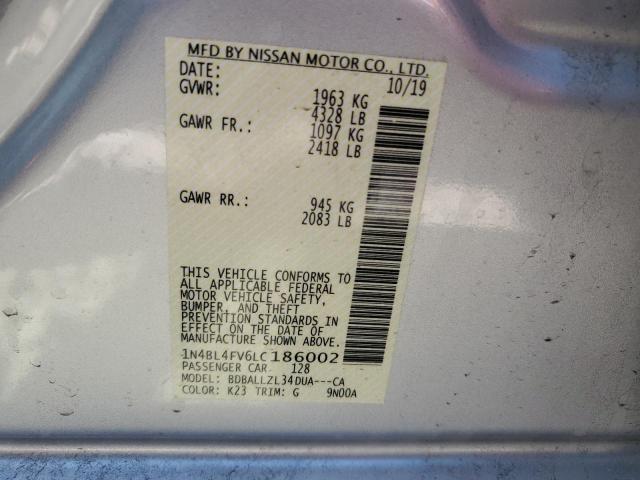 MFD BY NISSAN MOTOR CO., LTD.
DATE: 10/19
GVWR: 1963 KG
4328 LB
GAWR FR.: 1097 KG
2418 LB
GAWR RR.: 945 KG
2083 LB
THIS VEHICLE CONFORMS TO
ALL APPLICABLE FEDERAL
MOTOR VEHICLE SAFETY,
BUMPER, AND THEFT
PREVENTION STANDARDS IN
EFFECT ON THE DATE OF
MANUFACTURE SHOWN ABOVE.
1N4BL4FV6LC186002
PASSENGER CAR 128
MODEL: BDBALLZL34DUA---CA
COLOR: K23 TRIM: G 9N00A